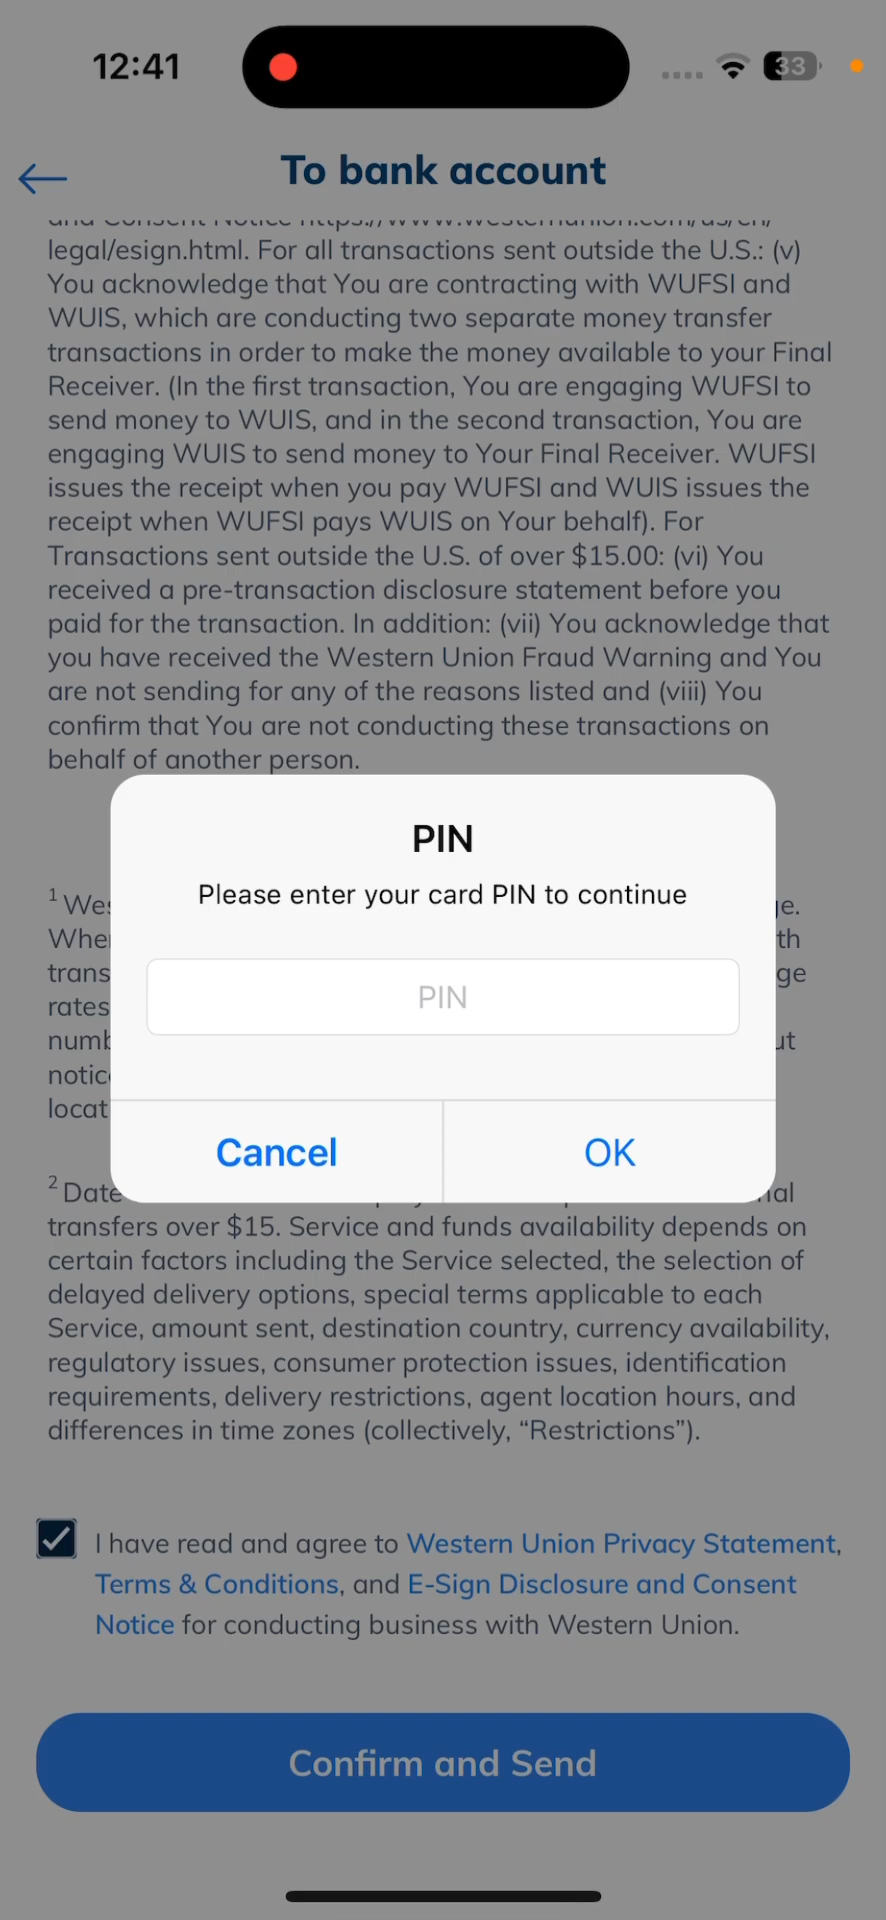 12:41
33
To bank account
legal/esign.html. For all transactions sent outside the U.S.: (v)
You acknowledge that You are contracting with WUFSI and
WUIS, which are conducting two separate money transfer
transactions in order to make the money available to your Final
Receiver. (In the first transaction, You are engaging WUFSI to
send money to WUIS, and in the second transaction, You are
engaging WUIS to send money to Your Final Receiver. WUFSI
issues the receipt when you pay WUFSI and WUIS issues the
receipt when WUFSI pays WUIS on Your behalf). For
Transactions sent outside the U.S. of over $15.00: (vi) You
received a pre-transaction disclosure statement before you
paid for the transaction. In addition: (vii) You acknowledge that
you have received the Western Union Fraud Warning and You
are not sending for any of the reasons listed and (viii) You
confirm that You are not conducting these transactions on
behalf of another person.
PIN
Please enter your card PIN to continue
PIN
Cancel
OK
rates
2 Date
transfers over $15. Service and funds availability depends on
certain factors including the Service selected, the selection of
delayed delivery options, special terms applicable to each
Service, amount sent, destination country, currency availability,
regulatory issues, consumer protection issues, identification
requirements, delivery restrictions, agent location hours, and
differences in time zones (collectively, “Restrictions”).
I have read and agree to Western Union Privacy Statement,
Terms & Conditions, and E-Sign Disclosure and Consent
Notice for conducting business with Western Union.
Confirm and Send